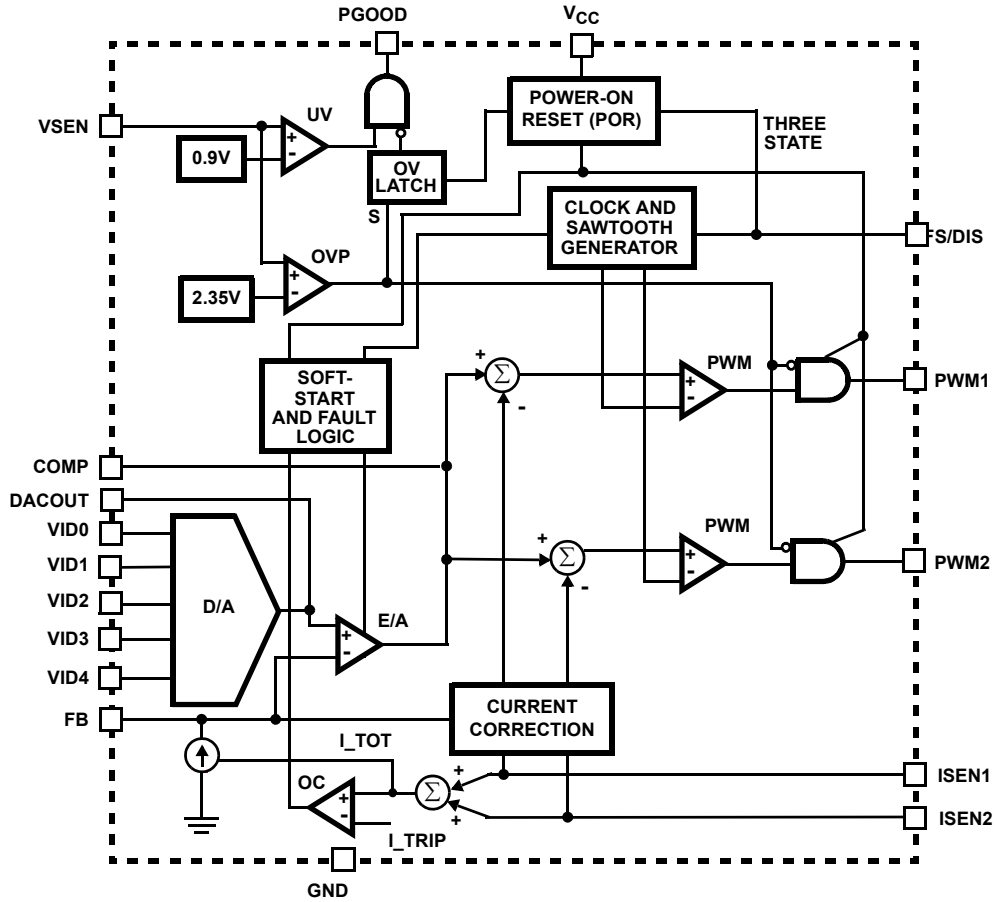 PGOOD
VCC
VSEN
UV
+
-
0.9V
POWER-ON
RESET (POR)
THREE
STATE
OV
LATCH
S
CLOCK AND
SAWTOOTH
GENERATOR
FS/DIS
OVP
+
-
2.35V
SOFT-
START
AND FAULT
LOGIC
+
Σ
-
PWM
+
-
PWM1
COMP
DACOUT
VID0
VID1
VID2
VID3
VID4
D/A
E/A
+
-
+
Σ
-
PWM
+
-
PWM2
FB
CURRENT
CORRECTION
I_TOT
OC
+
-
Σ
+
+
I_TRIP
ISEN1
ISEN2
GND